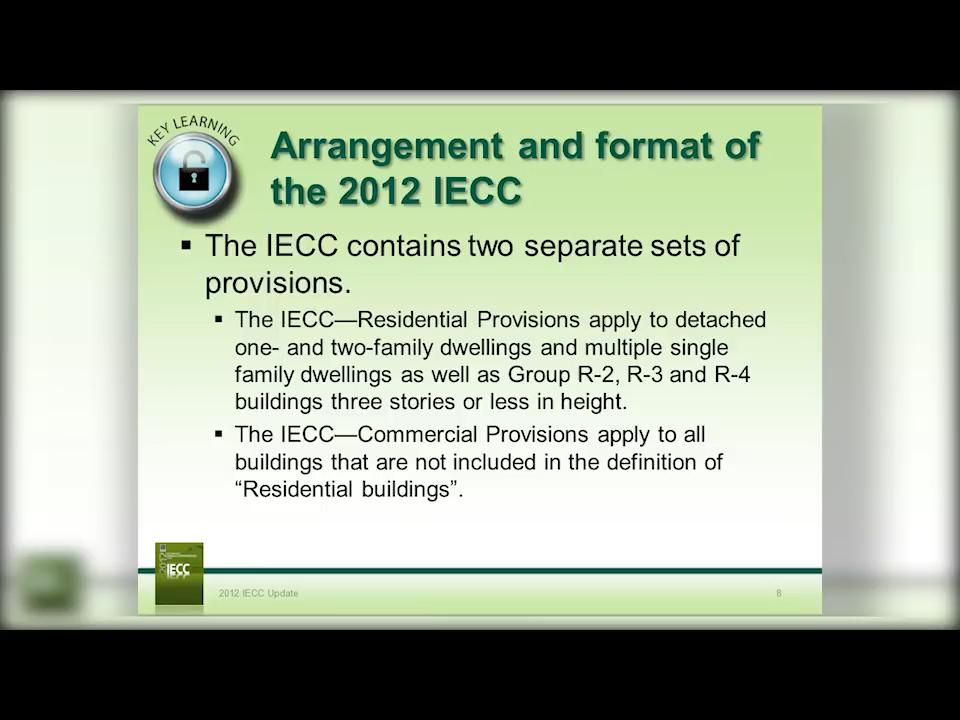 KEY LEARNING
Arrangement and format of
the 2012 IECC
▪ The IECC contains two separate sets of
provisions.
▪ The IECC—Residential Provisions apply to detached
one- and two-family dwellings and multiple single
family dwellings as well as Group R-2, R-3 and R-4
buildings three stories or less in height.
▪ The IECC—Commercial Provisions apply to all
buildings that are not included in the definition of
“Residential buildings”.
2012
IECC
2012 IECC Update
8